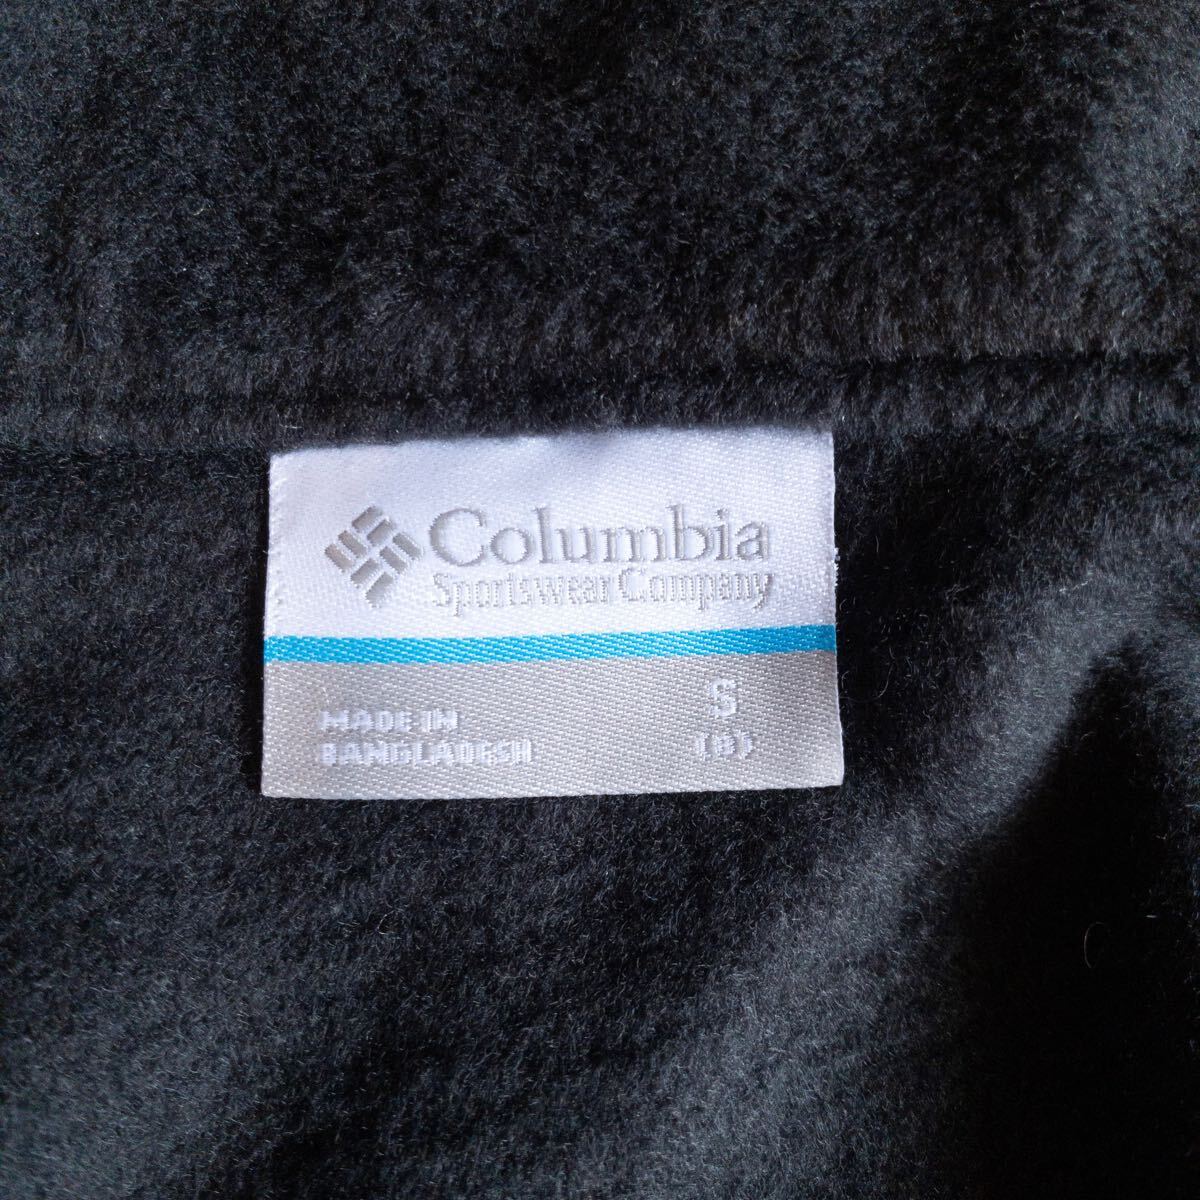 Columbia
Sportswear Company
S
MADE IN
BANGLADESH
(8)